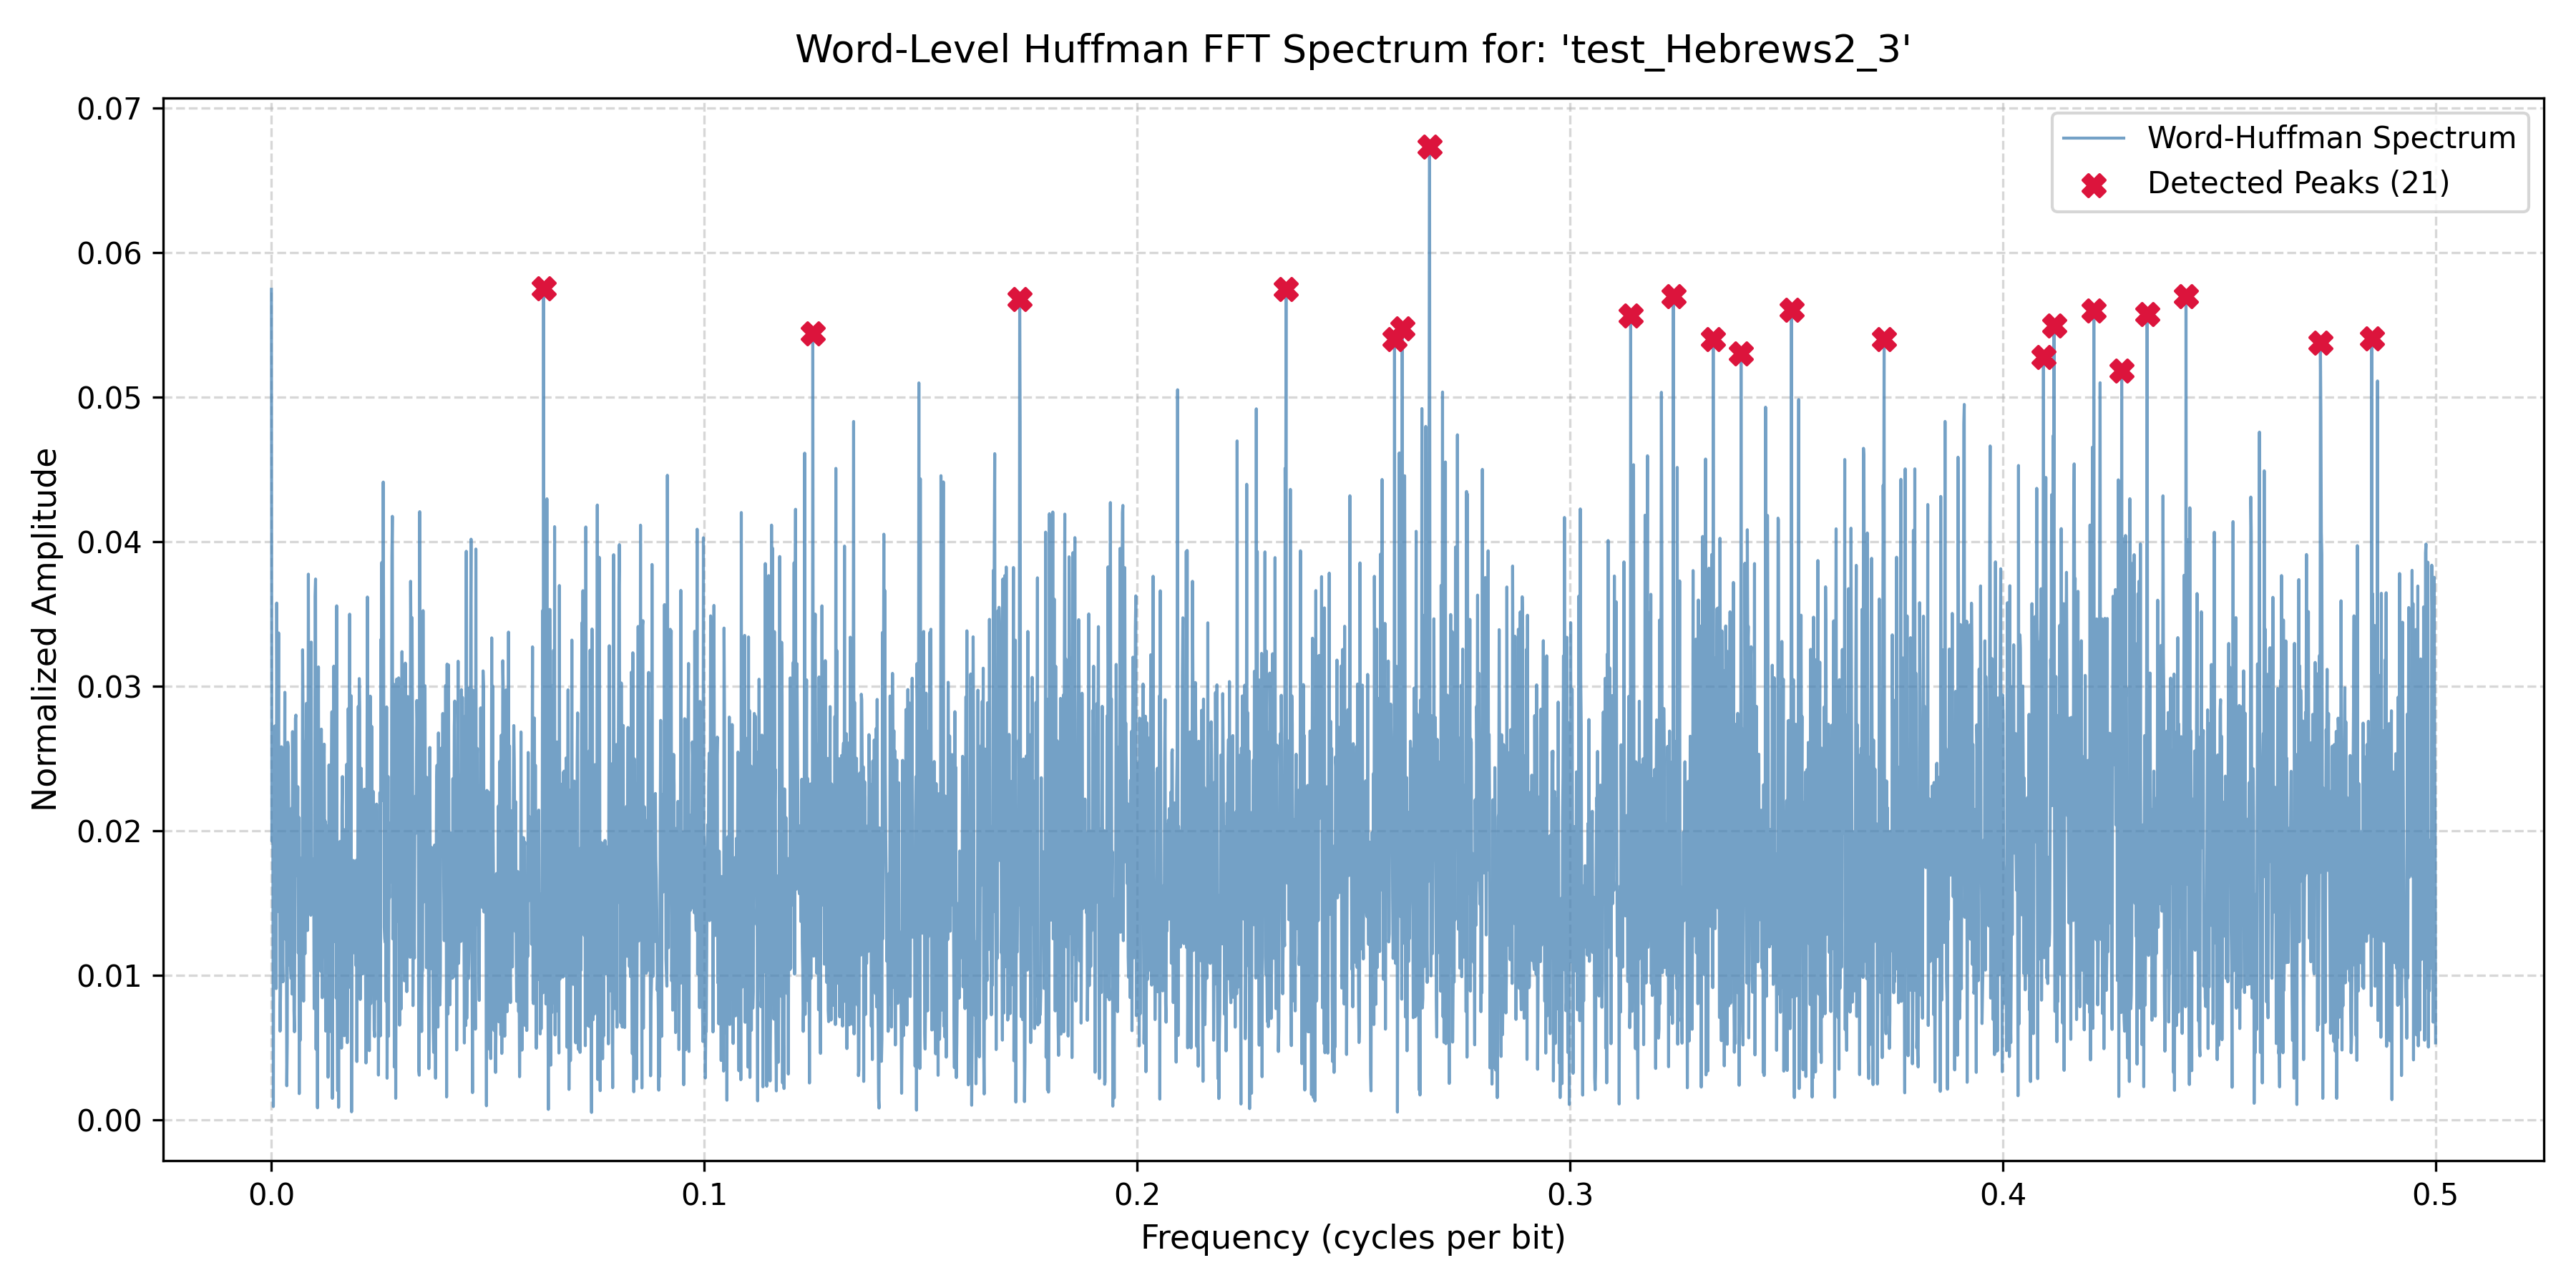 Word-Level Huffman FFT Spectrum for: 'test_Hebrews2_3'
Word-Huffman Spectrum
Detected Peaks (21)
Normalized Amplitude
0.07
0.06
0.05
0.04
0.03
0.02
0.01
0.00
0.0 0.1 0.2 0.3 0.4 0.5
Frequency (cycles per bit)